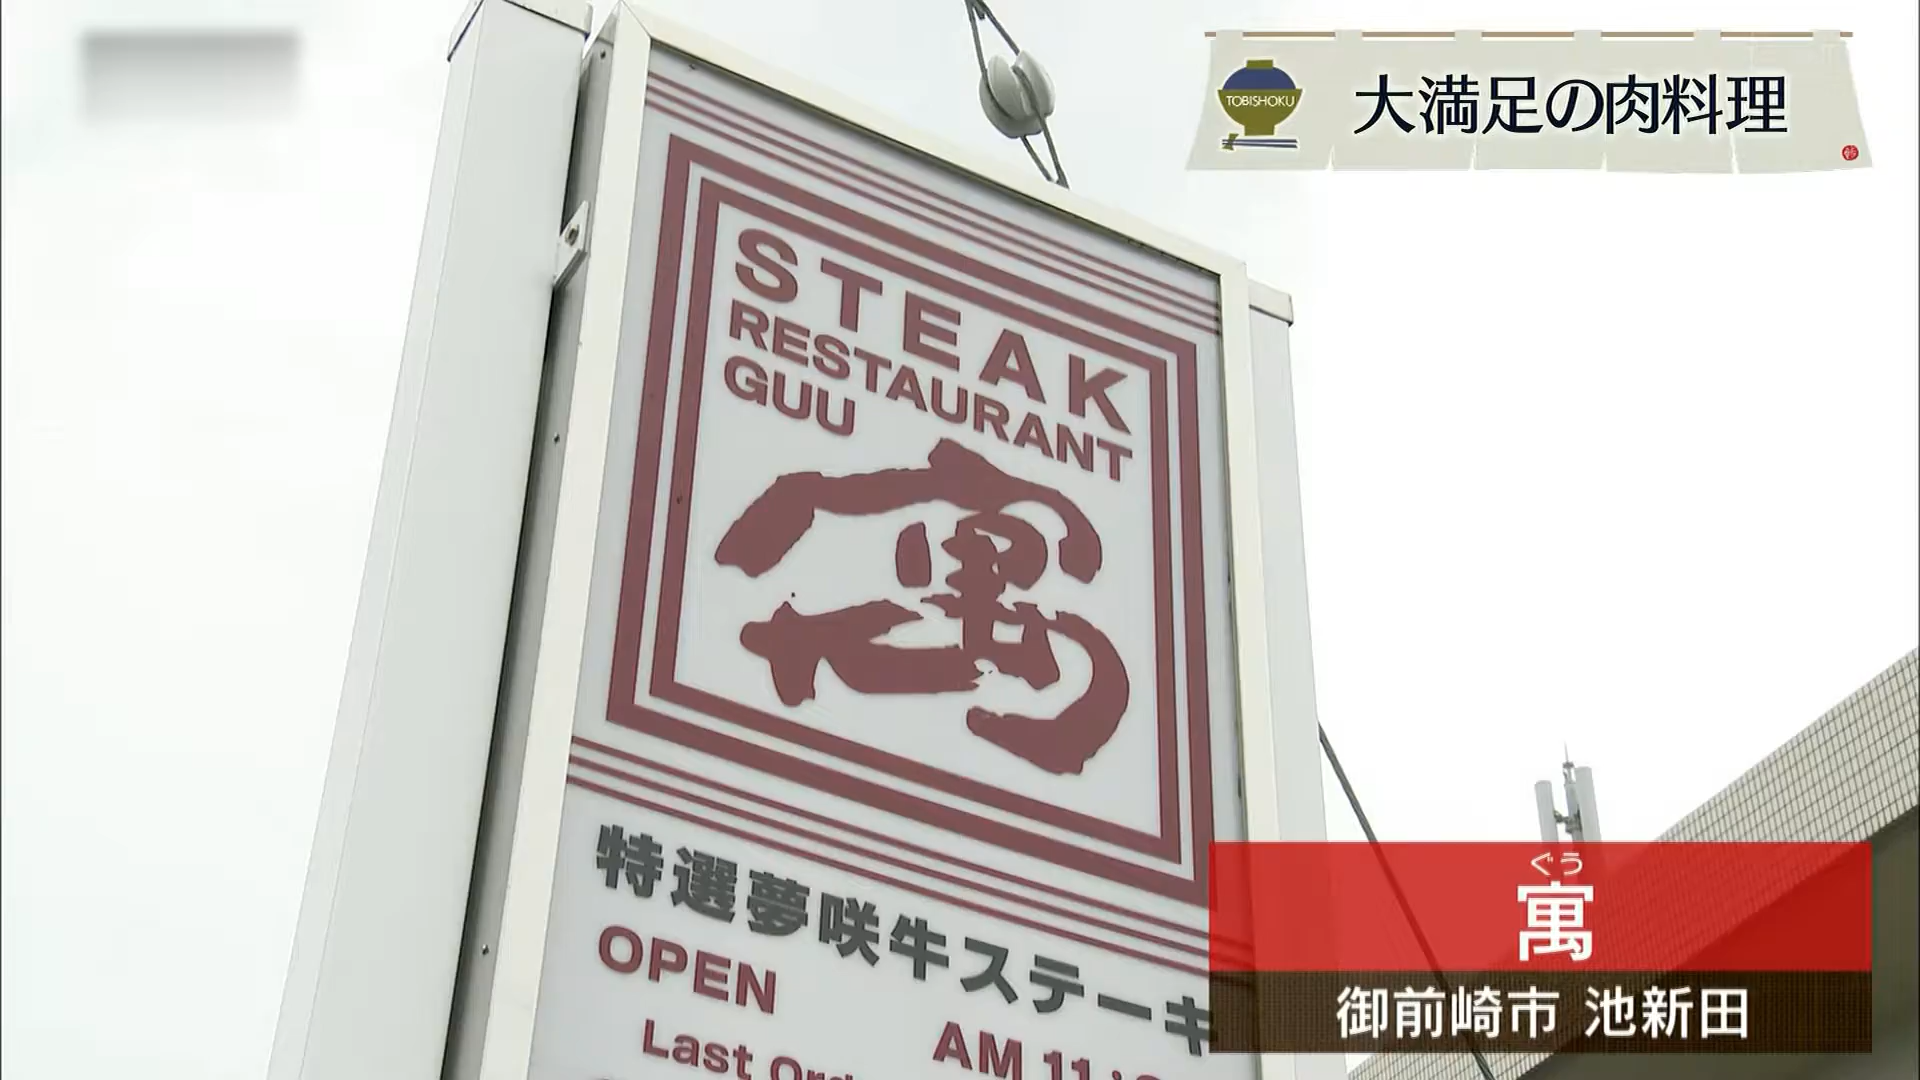 TOBISHOKU
大満足の肉料理
STEAK
RESTAURANT
GUU
寓
特選夢咲牛ステーキ
OPEN
AM 11:
Last
ぐう
寓
御前崎市 池新田